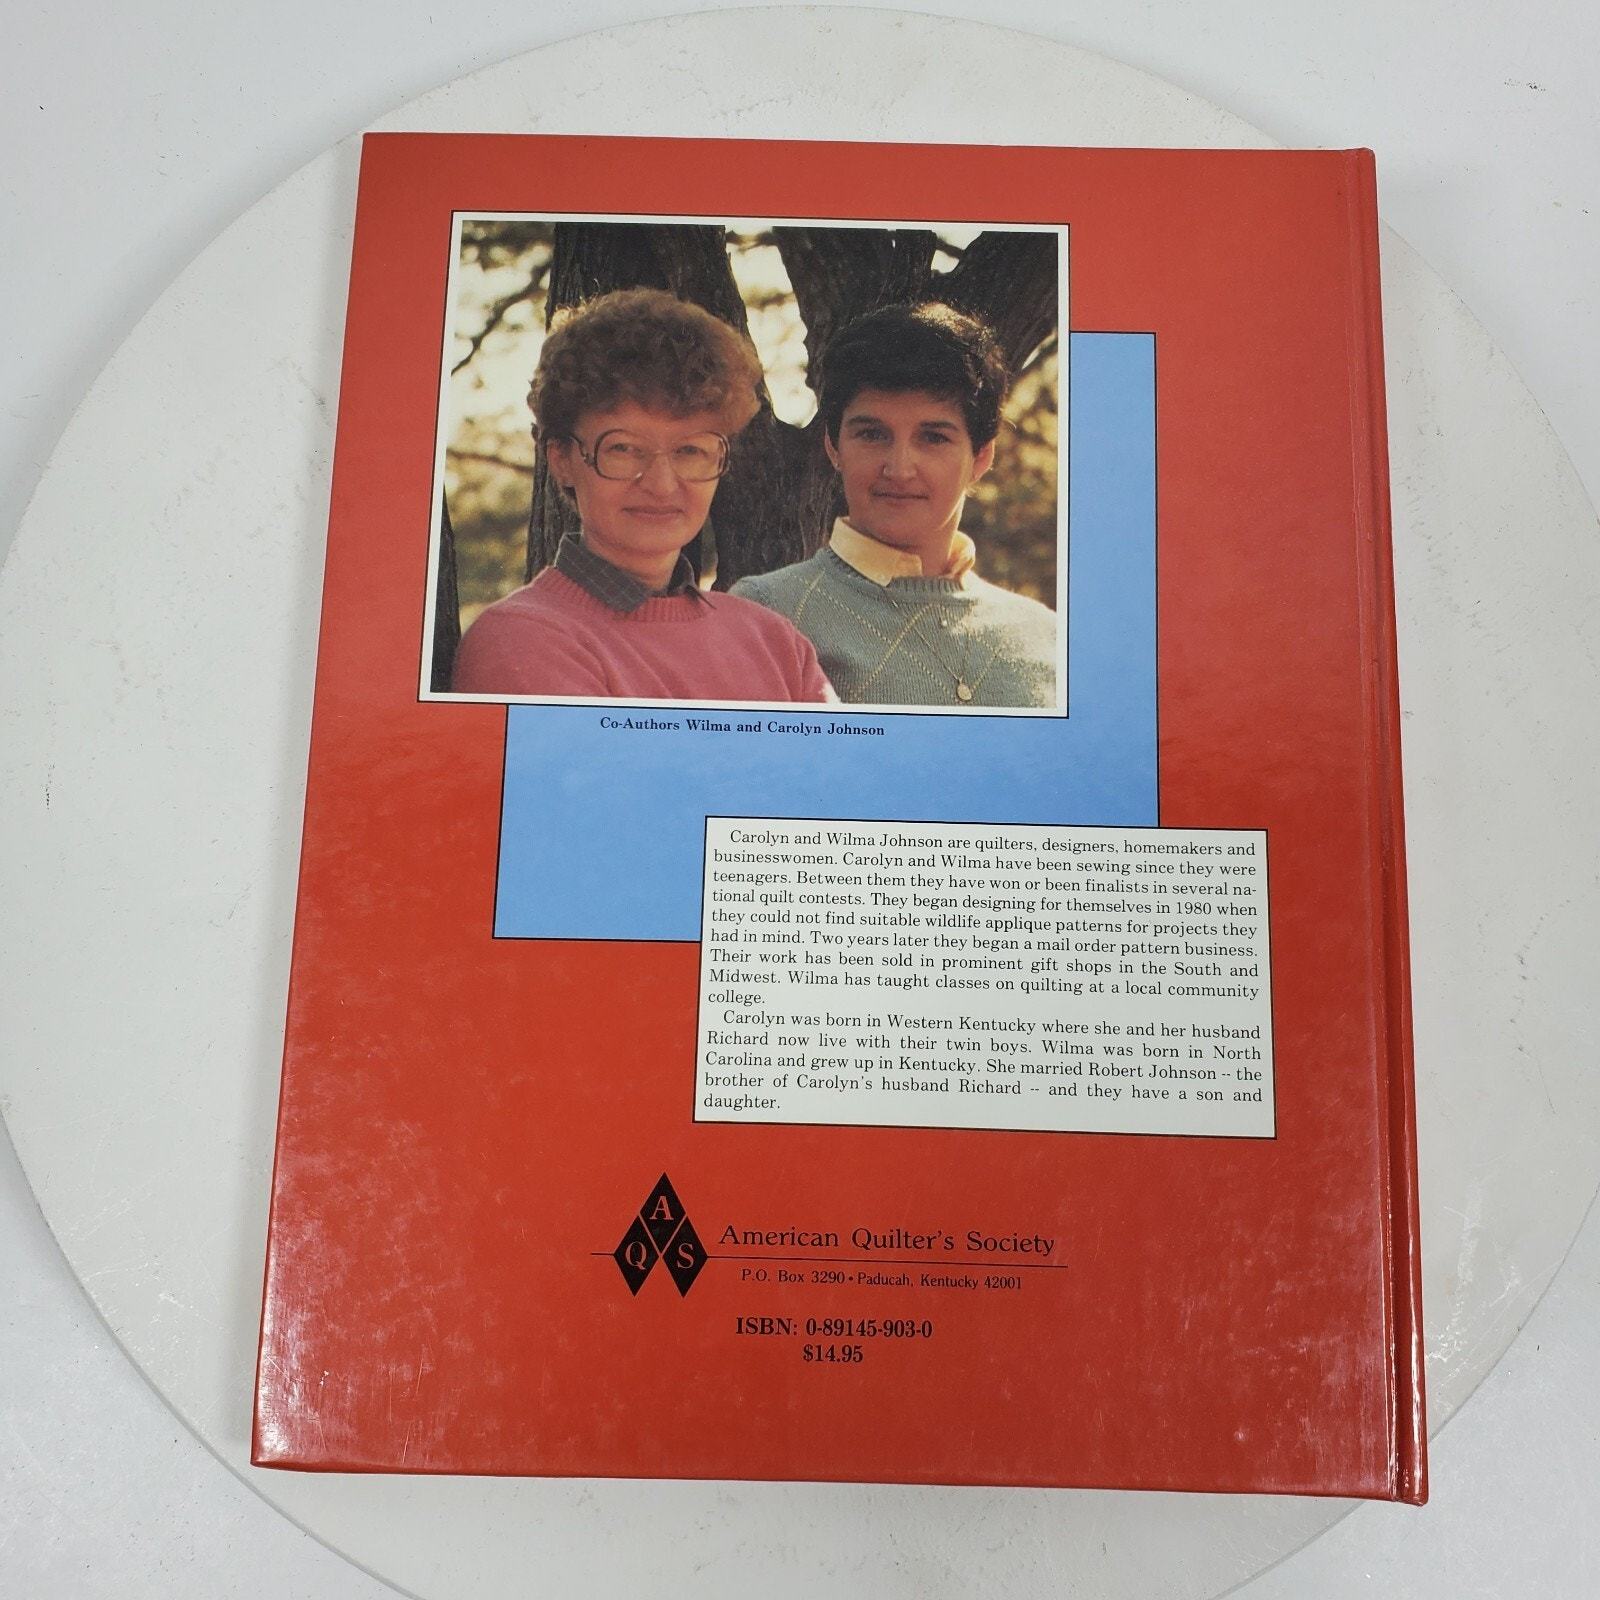 Co-Authors Wilma and Carolyn Johnson
Carolyn and Wilma Johnson are quilters, designers, homemakers and
businesswomen. Carolyn and Wilma have been sewing since they were
teenagers. Between them they have won or been finalists in several na-
tional quilt contests. They began designing for themselves in 1980 when
they could not find suitable wildlife applique patterns for projects they
had in mind. Two years later they began a mail order pattern business.
Their work has been sold in prominent gift shops in the South and
Midwest. Wilma has taught classes on quilting at a local community
college.
Carolyn was born in Western Kentucky where she and her husband
Richard now live with their twin boys. Wilma was born in North
Carolina and grew up in Kentucky. She married Robert Johnson -- the
brother of Carolyn's husband Richard -- and they have a son and
daughter.
A
Q S
American Quilter's Society
P.O. Box 3290 • Paducah, Kentucky 42001
ISBN: 0-89145-903-0
$14.95